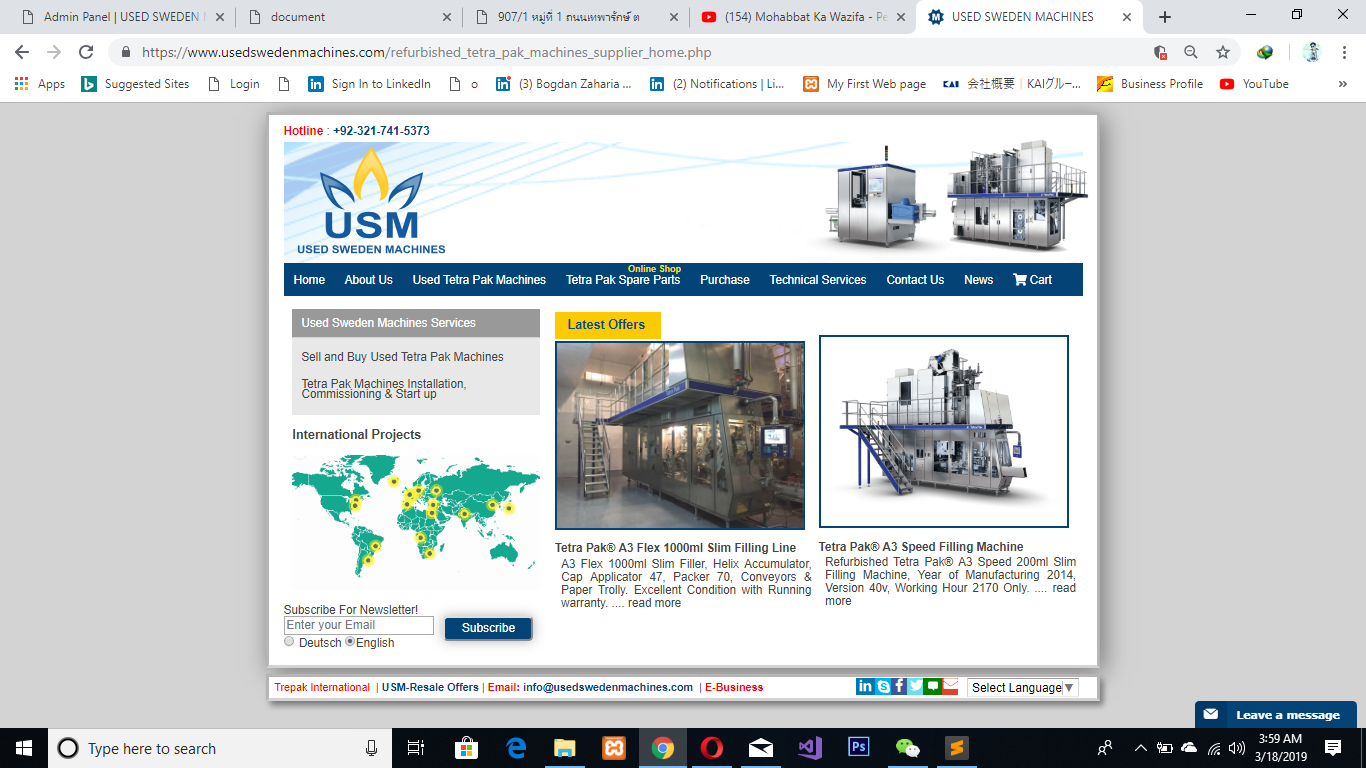 Admin Panel | USED SWEDEN
document
907/1 หมู่ที่ 1 ถนนเทพารักษ์ ต
(154) Mohabbat Ka Wazifa - Pe
USED SWEDEN MACHINES
https://www.usedswedenmachines.com/refurbished_tetra_pak_machines_supplier_home.php
Apps
Suggested Sites
Login
Sign In to LinkedIn
o
(3) Bogdan Zaharia ...
(2) Notifications | Li...
My First Web page
KAI 会社概要 | KAIグルー...
Business Profile
YouTube
»
Hotline : +92-321-741-5373
USM
USED SWEDEN MACHINES
Online Shop
Home About Us Used Tetra Pak Machines Tetra Pak Spare Parts Purchase Technical Services Contact Us News Cart
Used Sweden Machines Services
Sell and Buy Used Tetra Pak Machines
Tetra Pak Machines Installation,
Commissioning & Start up
International Projects
Subscribe For Newsletter!
Enter your Email
Subscribe
Deutsch English
Latest Offers
Tetra Pak® A3 Flex 1000ml Slim Filling Line
A3 Flex 1000ml Slim Filler, Helix Accumulator,
Cap Applicator 47, Packer 70, Conveyors &
Paper Trolly. Excellent Condition with Running
warranty. .... read more
Tetra Pak® A3 Speed Filling Machine
Refurbished Tetra Pak® A3 Speed 200ml Slim
Filling Machine, Year of Manufacturing 2014,
Version 40v, Working Hour 2170 Only. .... read
more
Trepak International | USM-Resale Offers | Email: info@usedswedenmachines.com | E-Business
Select Language▼
Leave a message
Type here to search
3:59 AM
3/18/2019